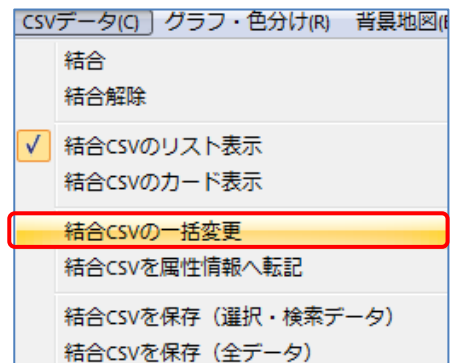 CSVデータ(C) グラフ・色分け(R) 背景地図(
結合
結合解除
✓ 結合CSVのリスト表示
結合CSVのカード表示
結合CSVの一括変更
結合CSVを属性情報へ転記
結合CSVを保存（選択・検索データ）
結合CSVを保存（全データ）